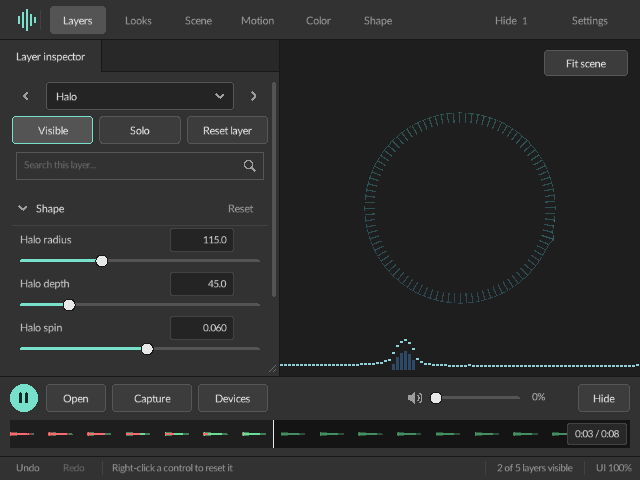 Layers Looks Scene Motion Color Shape Hide 1 Settings
Layer inspector
Fit scene
Halo
Visible Solo Reset layer
Search this layer...
Shape Reset
Halo radius 115.0
Halo depth 45.0
Halo spin 0.060
Open Capture Devices 0% Hide
0:03 / 0:08
Undo Redo Right-click a control to reset it 2 of 5 layers visible UI 100%